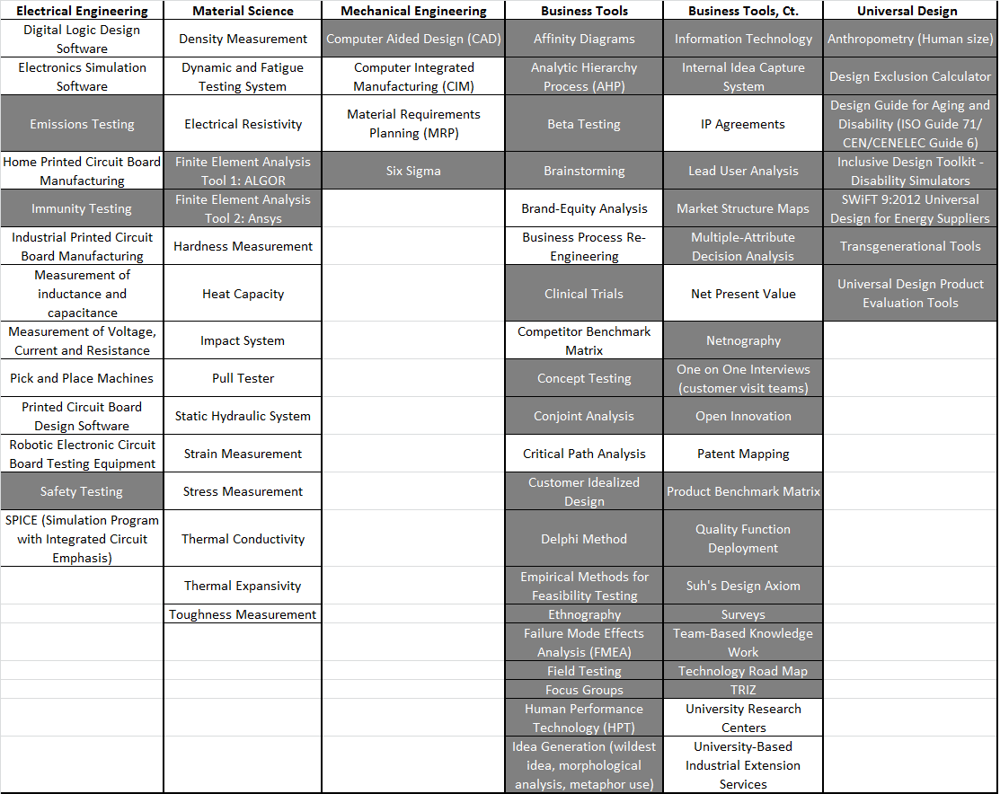 Electrical Engineering
Material Science
Mechanical Engineering
Business Tools
Business Tools, Ct.
Universal Design
Digital Logic Design
Software
Density Measurement
Computer Aided Design (CAD)
Affinity Diagrams
Information Technology
Anthropometry (Human size)
Electronics Simulation
Software
Dynamic and Fatigue
Testing System
Computer Integrated
Manufacturing (CIM)
Analytic Hierarchy
Process (AHP)
Internal Idea Capture
System
Design Exclusion Calculator
Emissions Testing
Electrical Resistivity
Material Requirements
Planning (MRP)
Beta Testing
IP Agreements
Design Guide for Aging and
Disability (ISO Guide 71/
CEN/CENELEC Guide 6)
Home Printed Circuit Board
Manufacturing
Finite Element Analysis
Tool 1: ALGOR
Six Sigma
Brainstorming
Lead User Analysis
Inclusive Design Toolkit -
Disability Simulators
Immunity Testing
Finite Element Analysis
Tool 2: Ansys
Brand-Equity Analysis
Market Structure Maps
SWiFT 9:2012 Universal
Design for Energy Suppliers
Industrial Printed Circuit
Board Manufacturing
Hardness Measurement
Business Process Re-
Engineering
Multiple-Attribute
Decision Analysis
Transgenerational Tools
Measurement of
inductance and
capacitance
Heat Capacity
Clinical Trials
Net Present Value
Universal Design Product
Evaluation Tools
Measurement of Voltage,
Current and Resistance
Impact System
Competitor Benchmark
Matrix
Netnography
Pick and Place Machines
Pull Tester
Concept Testing
One on One Interviews
(customer visit teams)
Printed Circuit Board
Design Software
Static Hydraulic System
Conjoint Analysis
Open Innovation
Robotic Electronic Circuit
Board Testing Equipment
Strain Measurement
Critical Path Analysis
Patent Mapping
Safety Testing
Stress Measurement
Customer Idealized
Design
Product Benchmark Matrix
SPICE (Simulation Program
with Integrated Circuit
Emphasis)
Thermal Conductivity
Delphi Method
Quality Function
Deployment
Thermal Expansivity
Empirical Methods for
Feasibility Testing
Suh's Design Axiom
Toughness Measurement
Ethnography
Surveys
Failure Mode Effects
Analysis (FMEA)
Team-Based Knowledge
Work
Field Testing
Technology Road Map
Focus Groups
TRIZ
Human Performance
Technology (HPT)
University Research
Centers
Idea Generation (wildest
idea, morphological
analysis, metaphor use)
University-Based
Industrial Extension
Services